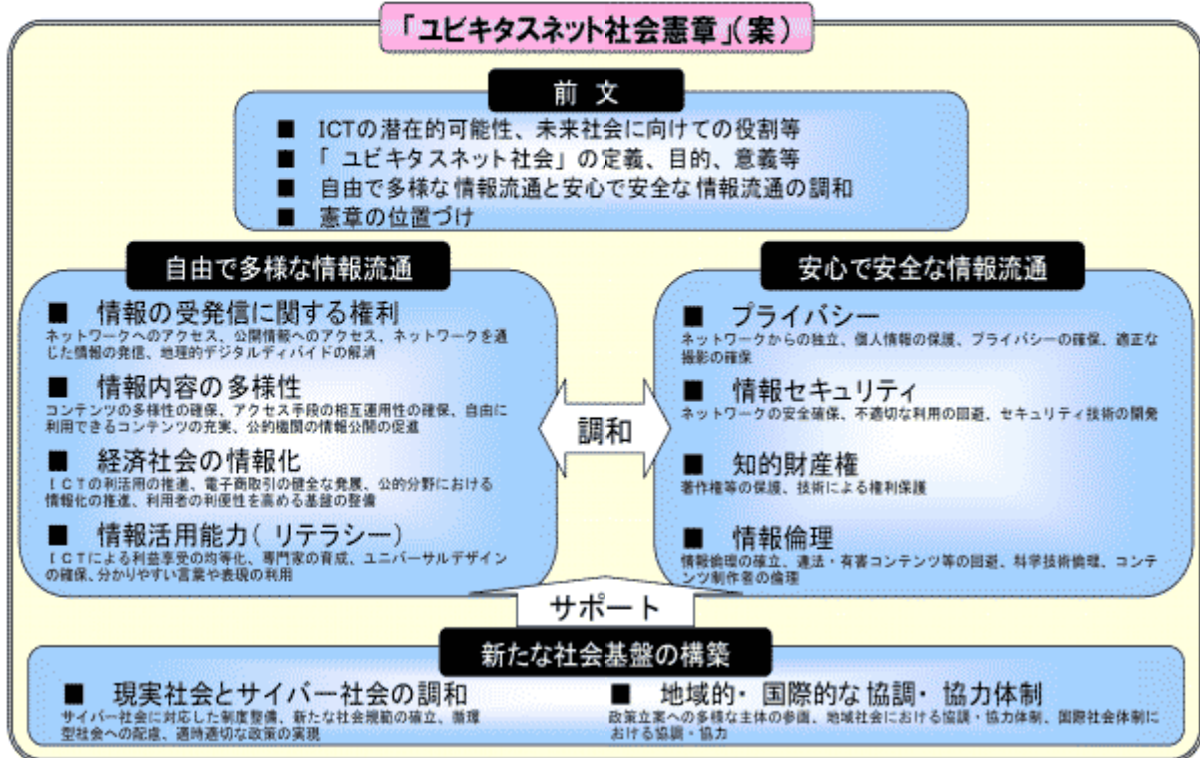 「ユビキタスネット社会憲章」(案)
前 文
■ ICTの潜在的可能性、未来社会に向けての役割等
■ 「ユビキタスネット社会」の定義、目的、意義等
■ 自由で多様な情報流通と安心で安全な情報流通の調和
■ 憲章の位置づけ
自由で多様な情報流通
■ 情報の受発信に関する権利
ネットワークへのアクセス、公開情報へのアクセス、ネットワークを通
じた情報の発信、地理的デジタルディバイドの解消
■ 情報内容の多様性
コンテンツの多様性の確保、アクセス手段の相互運用性の確保、自由に
利用できるコンテンツの充実、公的機関の情報公開の促進
■ 経済社会の情報化
ICTの利活用の推進、電子商取引の健全な発展、公的分野における
情報化の推進、利用者の利便性を高める基盤の整備
■ 情報活用能力(リテラシー)
ICTによる利益享受の均等化、専門家の育成、ユニバーサルデザイン
の確保、分かりやすい言葉や表現の利用
調和
安心で安全な情報流通
■ プライバシー
ネットワークからの独立、個人情報の保護、プライバシーの確保、適正な
撮影の確保
■ 情報セキュリティ
ネットワークの安全確保、不適切な利用の回避、セキュリティ技術の開発
■ 知的財産権
著作権等の保護、技術による権利保護
■ 情報倫理
情報倫理の確立、違法・有害コンテンツ等の回避、科学技術倫理、コンテ
ンツ制作者の倫理
サポート
新たな社会基盤の構築
■ 現実社会とサイバー社会の調和
サイバー社会に対応した制度整備、新たな社会規範の確立、循環
型社会への配慮、適時適切な政策の実現
■ 地域的・国際的な協調・協力体制
政策立案への多様な主体の参画、地域社会における協調・協力体制、国際社会体制に
おける協調・協力